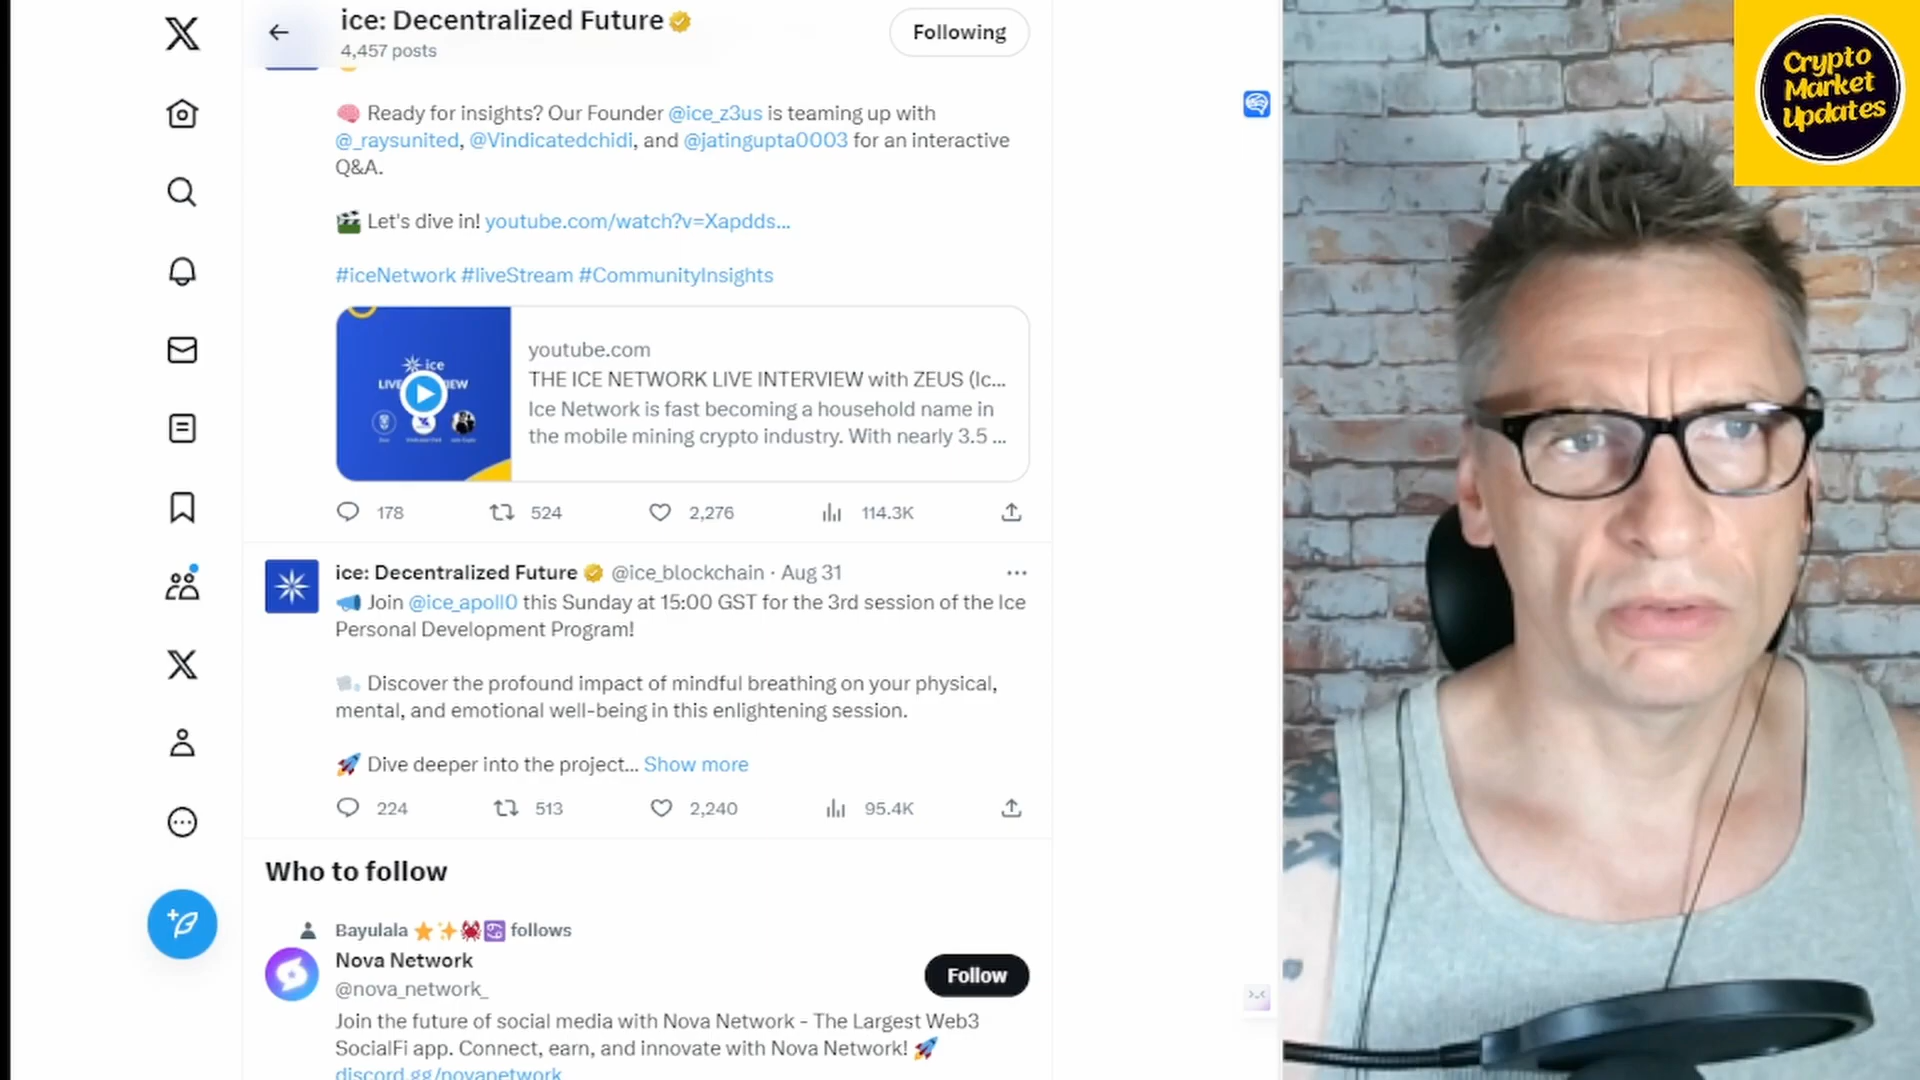 ice: Decentralized Future
4,457 posts
Following
Ready for insights? Our Founder @ice_z3us is teaming up with
@_raysunited, @Vindicatedchidi, and @jatingupta0003 for an interactive
Q&A.
Let's dive in! youtube.com/watch?v=Xapdds...
#iceNetwork #liveStream #CommunityInsights
ice
youtube.com
THE ICE NETWORK LIVE INTERVIEW with ZEUS (Ic...
Ice Network is fast becoming a household name in
the mobile mining crypto industry. With nearly 3.5 ...
178 524 2,276 114.3K
ice: Decentralized Future @ice_blockchain · Aug 31
Join @ice_apoll0 this Sunday at 15:00 GST for the 3rd session of the Ice
Personal Development Program!
Discover the profound impact of mindful breathing on your physical,
mental, and emotional well-being in this enlightening session.
Dive deeper into the project... Show more
224 513 2,240 95.4K
Who to follow
Bayulala follows
Nova Network
@nova_network_
Follow
Join the future of social media with Nova Network - The Largest Web3
SocialFi app. Connect, earn, and innovate with Nova Network!
discord.gg/novanetwork
Crypto
Market
Updates